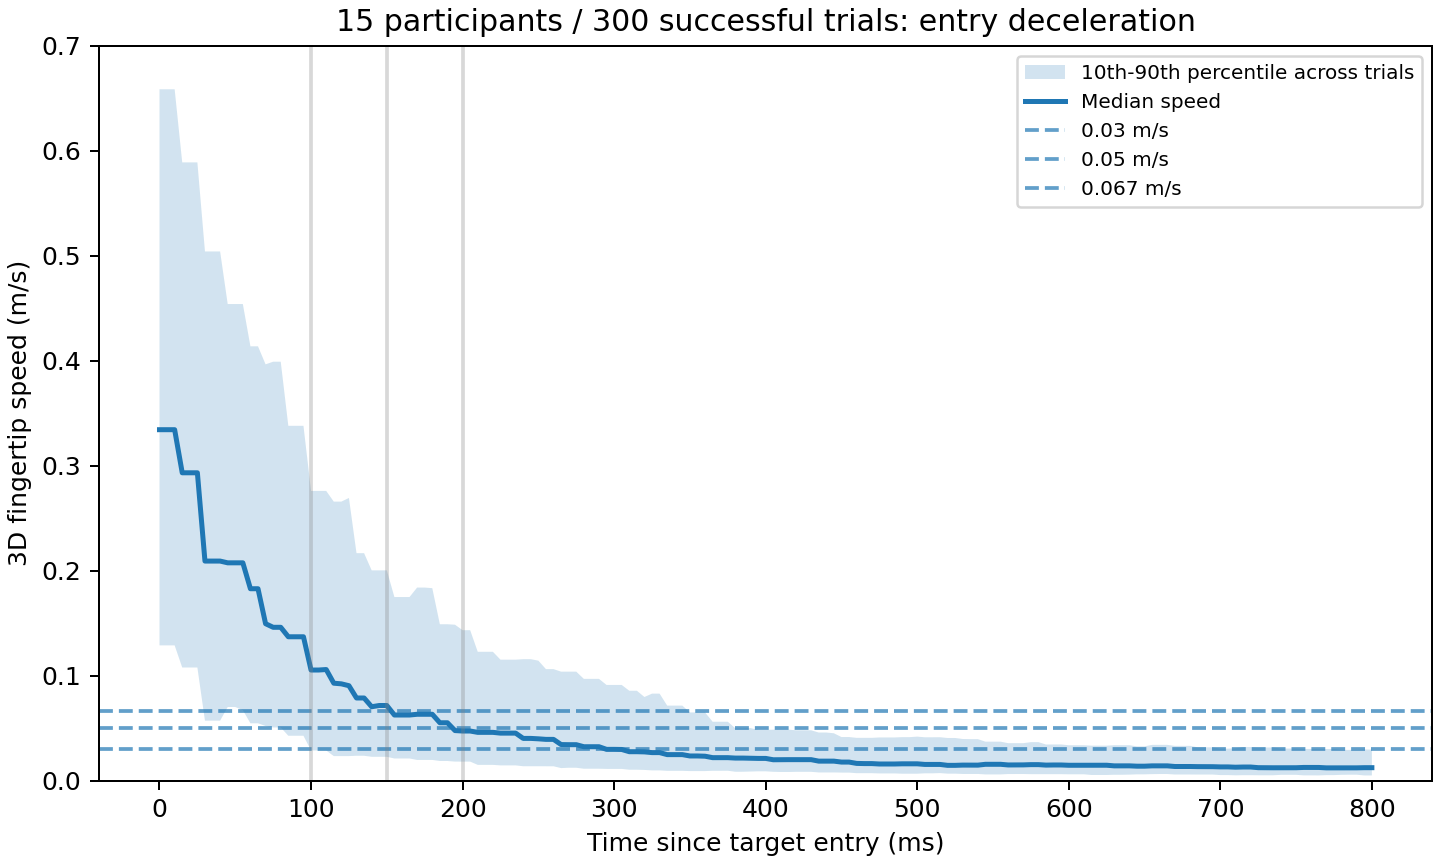 15 participants / 300 successful trials: entry deceleration
10th-90th percentile across trials
Median speed
0.03 m/s
0.05 m/s
0.067 m/s
3D fingertip speed (m/s)
0.7
0.6
0.5
0.4
0.3
0.2
0.1
0.0
0 100 200 300 400 500 600 700 800
Time since target entry (ms)